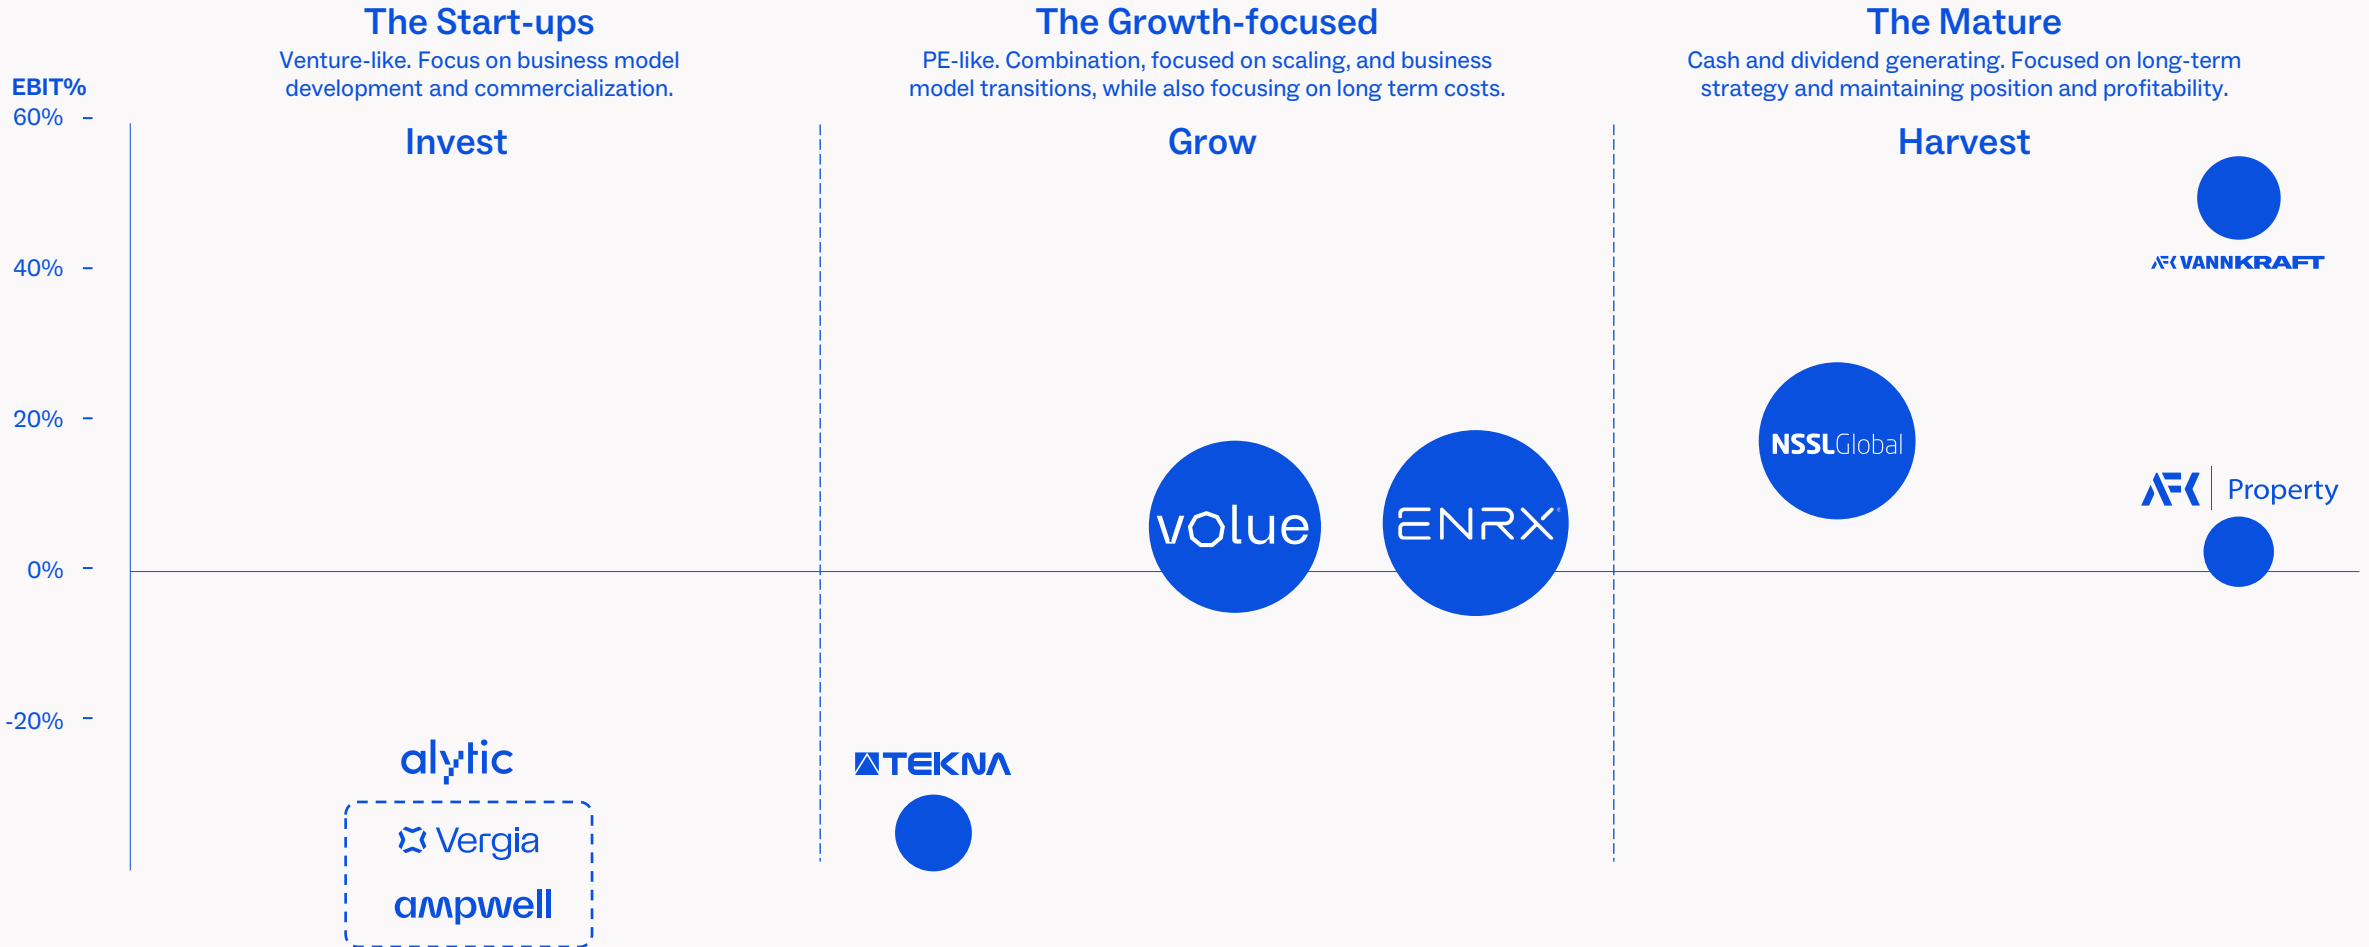 The Start-ups
Venture-like. Focus on business model
development and commercialization.
The Growth-focused
PE-like. Combination, focused on scaling, and business
model transitions, while also focusing on long term costs.
The Mature
Cash and dividend generating. Focused on long-term
strategy and maintaining position and profitability.
EBIT%
60%
Invest
Grow
Harvest
40%
AFK VANNKRAFT
20%
NSSLGlobal
AFK Property
volue
ENRX
0%
-20%
alytic
TEKNA
Vergia
ampwell